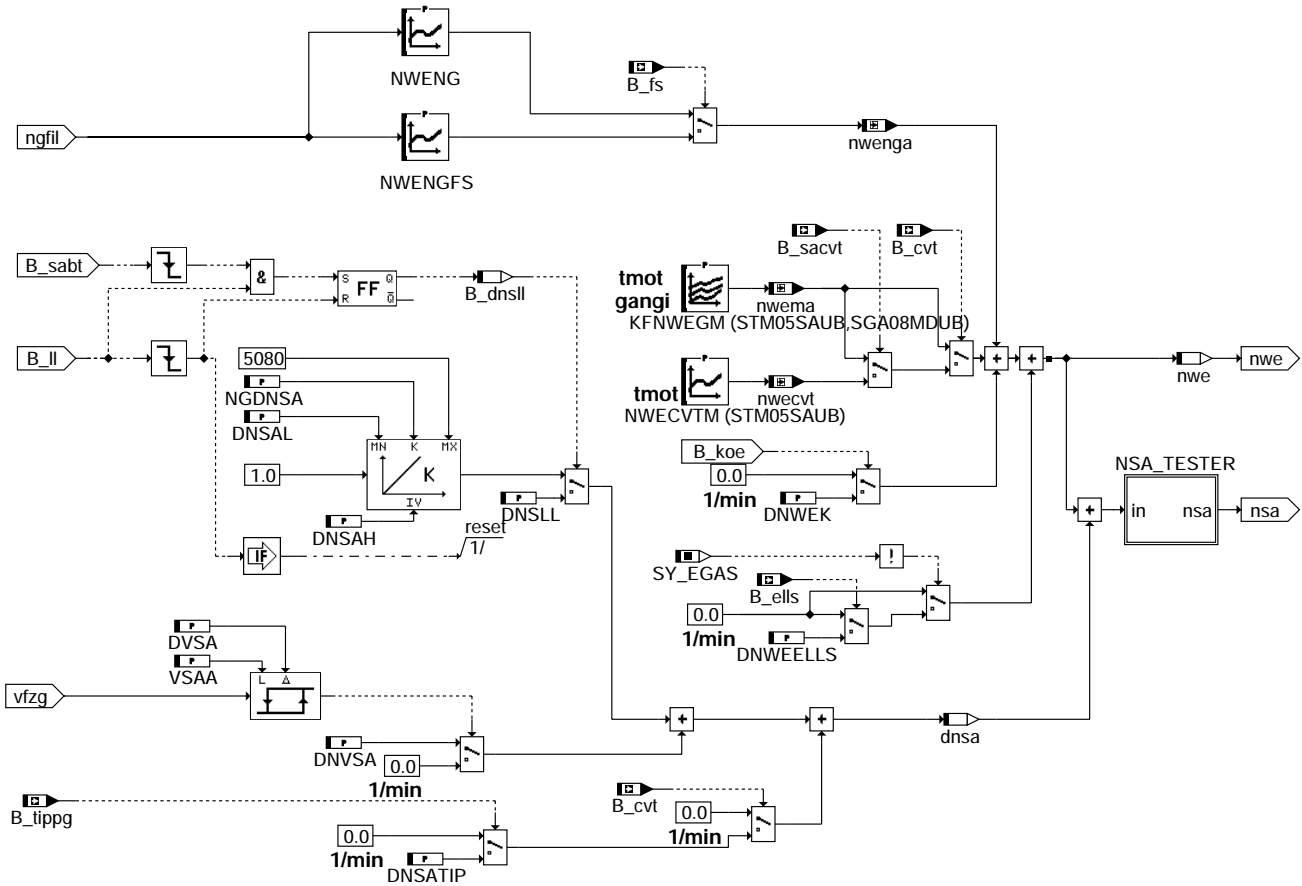 P
NWENG
B_fs
ngfil
P
NWENGFS
nwenga
B_sacvt
B_cvt
B_sabt
&
S Q
R Q
FF
B_dnsll
tmot
gangi
P
nwema
KFNWEGM (STM05SAUB,SGA08MDUB)
B_ll
5080
P
NGDNSA
P
DNSAL
MN K MX
K
IV
1.0
P
DNSAH
P
DNSLL
reset
1/
IF
tmot
P
nwecvt
NWECVTM (STM05SAUB)
+
+
nwe
nwe
B_koe
0.0
1/min
P
DNWEK
NSA_TESTER
+
in nsa
nsa
SY_EGAS
!
B_ells
0.0
1/min
P
DNWEELLS
P
DVSA
P
VSAA
L Δ
vfzg
+
+
dnsa
P
DNVSA
0.0
1/min
B_tippg
B_cvt
0.0
1/min
0.0
1/min
P
DNSATIP